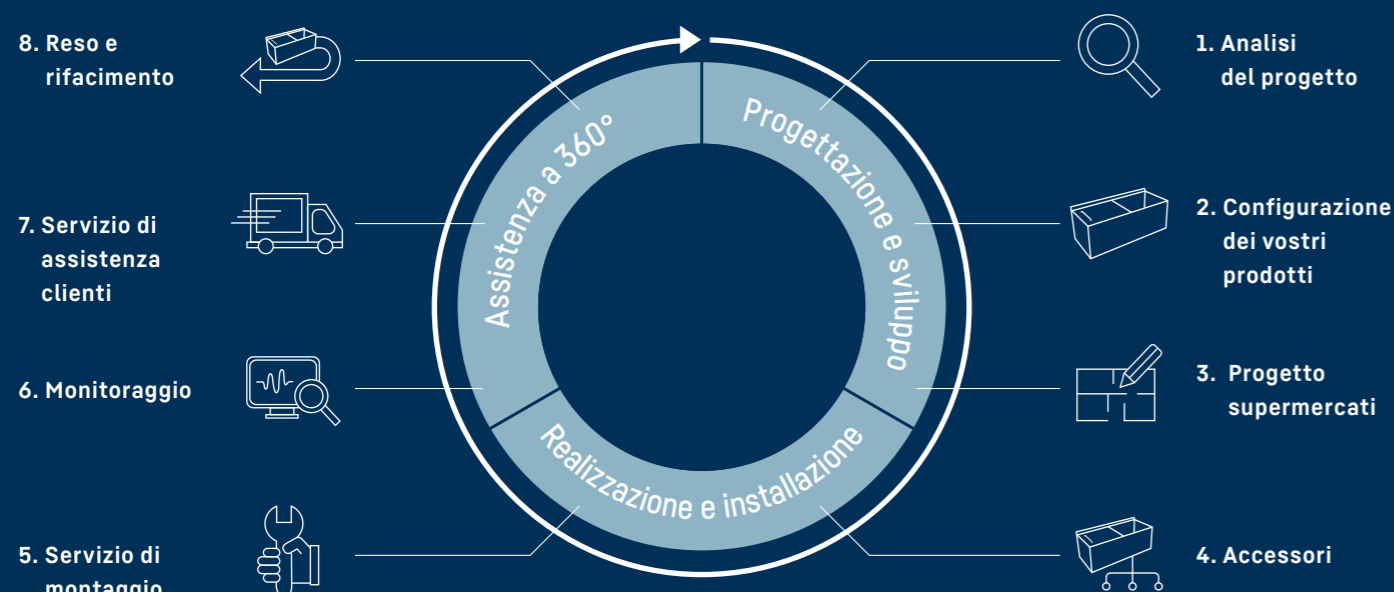 1. Analisi
del progetto
2. Configurazione
dei vostri
prodotti
3. Progetto
supermercati
4. Accessori
5. Servizio di
montaggio
6. Monitoraggio
7. Servizio di
assistenza
clienti
8. Reso e
rifacimento
Progettazione e sviluppo
Realizzazione e installazione
Assistenza a 360°